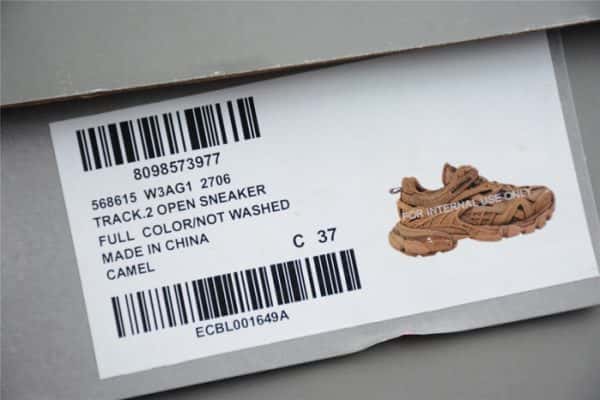 8098573977
568615 W3AG1 2706
TRACK.2 OPEN SNEAKER
FULL COLOR/NOT WASHED
MADE IN CHINA
CAMEL
C 37
ECBL001649A
FOR INTERNAL USE ONLY